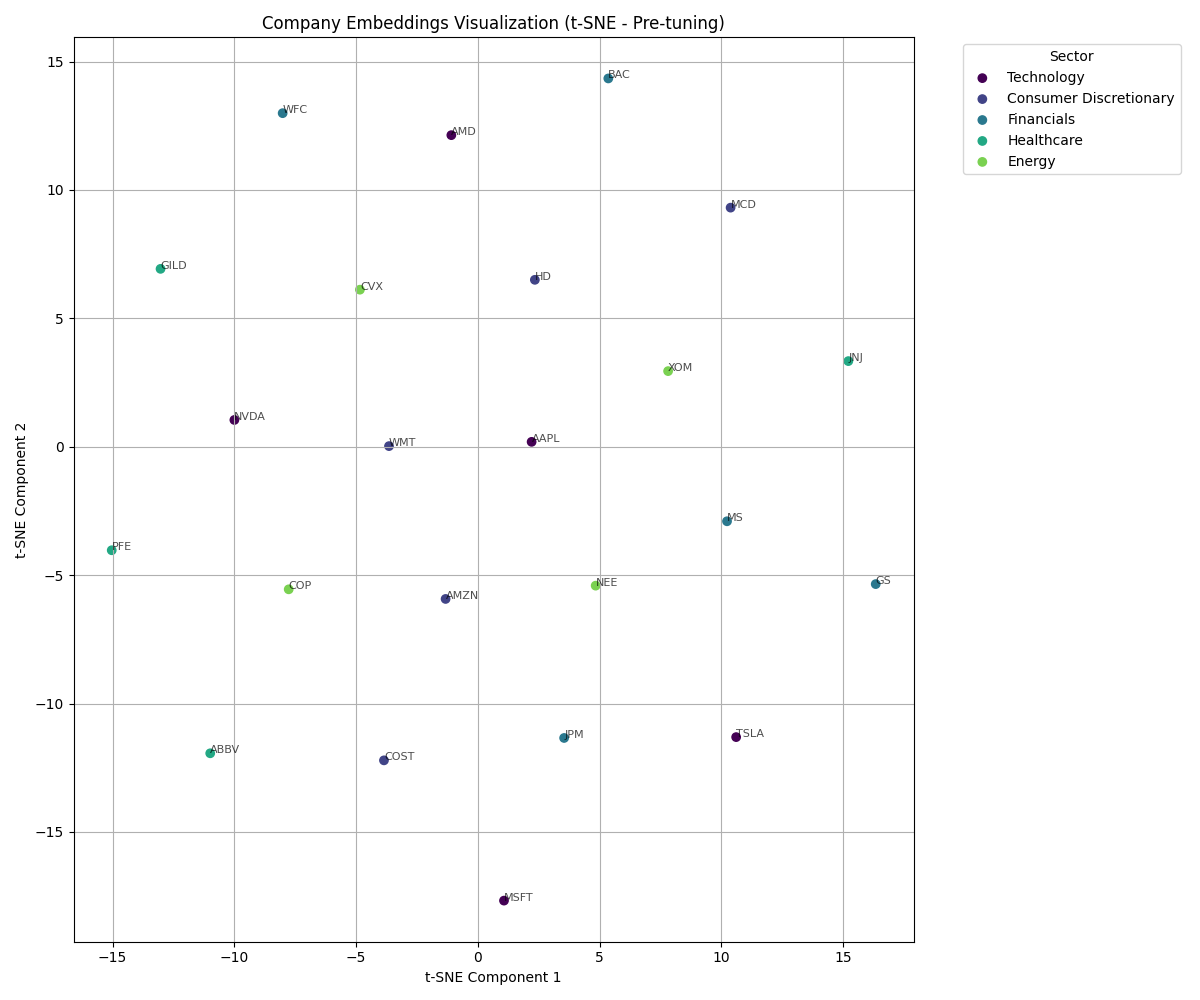 Company Embeddings Visualization (t-SNE - Pre-tuning)
Sector
Technology
Consumer Discretionary
Financials
Healthcare
Energy
BAC
WFC
AMD
MCD
GILD
CVX
HD
JNJ
XOM
NVDA
WMT
AAPL
MS
PFE
COP
AMZN
NEE
GS
ABBV
COST
JPM
TSLA
MSFT
15
10
5
0
−5
−10
−15
t-SNE Component 2
−15
−10
−5
0
5
10
15
t-SNE Component 1